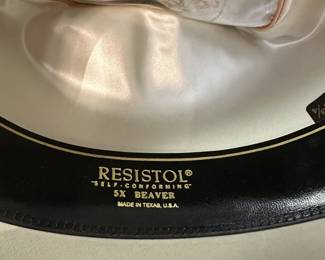 RESISTOL®
"SELF-CONFORMING"
5X BEAVER
MADE IN TEXAS, U.S.A.